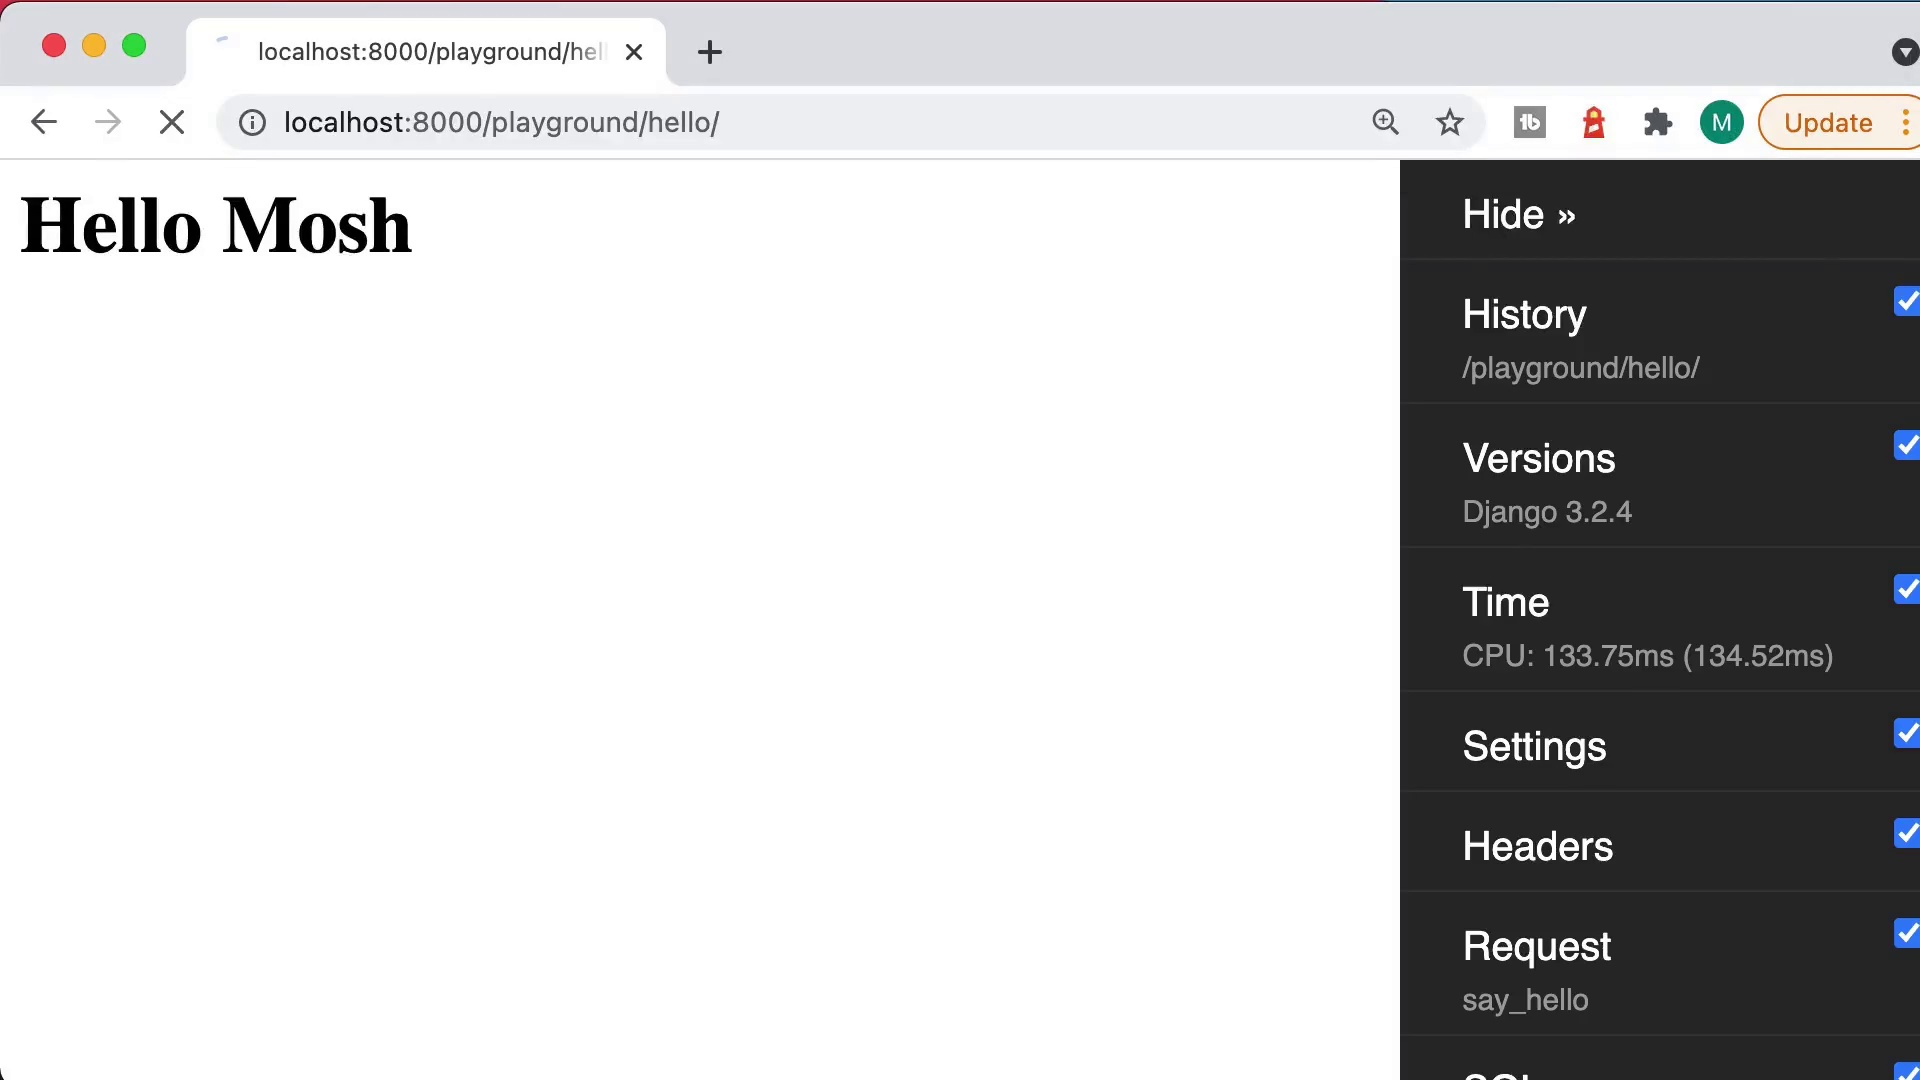 localhost:8000/playground/hel
localhost:8000/playground/hello/
M
Update
Hello Mosh
Hide »
History
/playground/hello/
Versions
Django 3.2.4
Time
CPU: 133.75ms (134.52ms)
Settings
Headers
Request
say_hello